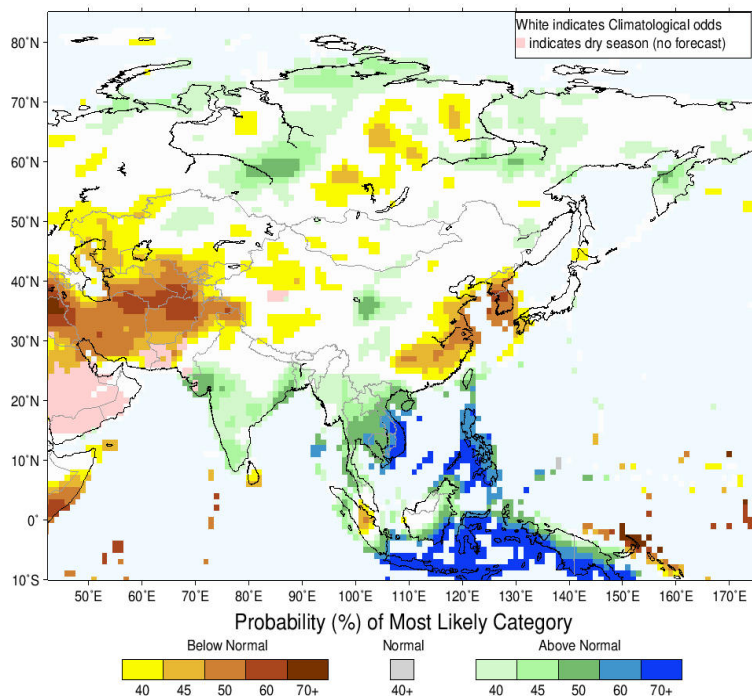 White indicates Climatological odds
indicates dry season (no forecast)
80°N
70°N
60°N
50°N
40°N
30°N
20°N
10°N
0°
10°S
50°E 60°E 70°E 80°E 90°E 100°E 110°E 120°E 130°E 140°E 150°E 160°E 170°E
Probability (%) of Most Likely Category
Below Normal Normal Above Normal
40 45 50 60 70+ 40+ 40 45 50 60 70+